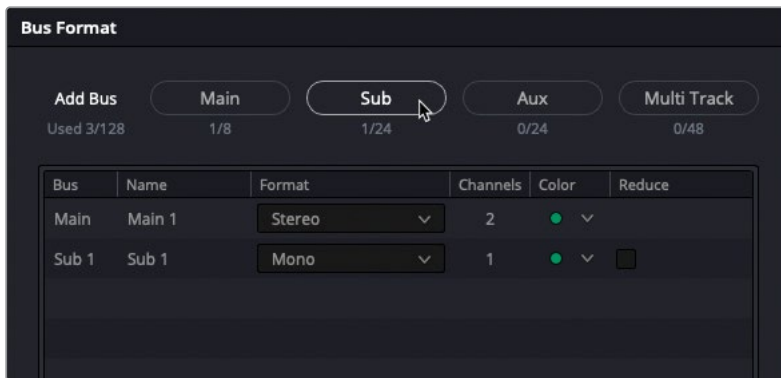 Bus Format
Add Bus Main Sub Aux Multi Track
Used 3/128 1/8 1/24 0/24 0/48
Bus Name Format Channels Color Reduce
Main Main 1 Stereo 2
Sub 1 Sub 1 Mono 1